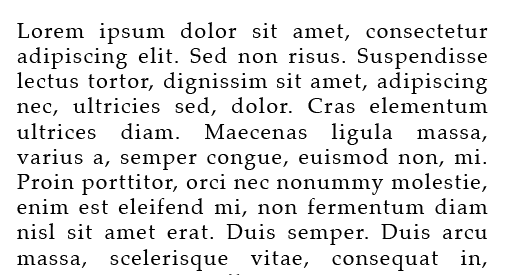 Lorem ipsum dolor sit amet, consectetur
adipiscing elit. Sed non risus. Suspendisse
lectus tortor, dignissim sit amet, adipiscing
nec, ultricies sed, dolor. Cras elementum
ultrices diam. Maecenas ligula massa,
varius a, semper congue, euismod non, mi.
Proin porttitor, orci nec nonummy molestie,
enim est eleifend mi, non fermentum diam
nisl sit amet erat. Duis semper. Duis arcu
massa, scelerisque vitae, consequat in,